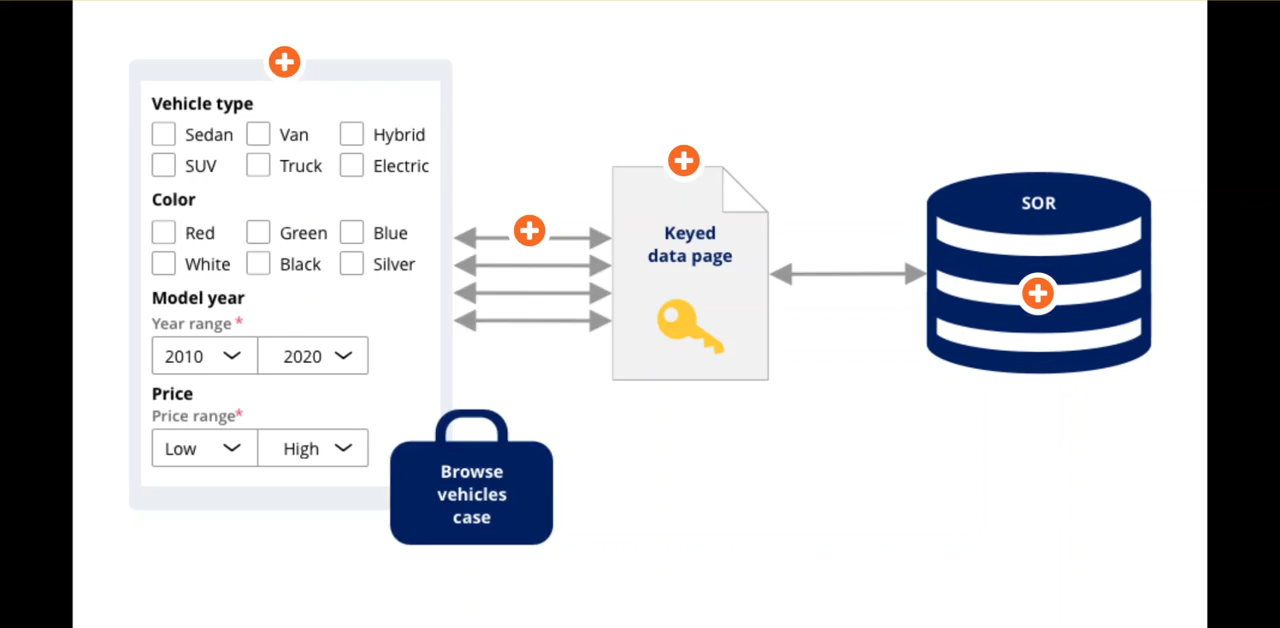 Vehicle type
Sedan Van Hybrid
SUV Truck Electric
Color
Red Green Blue
White Black Silver
Model year
Year range *
2010 2020
Price
Price range*
Low High
Browse
vehicles
case
Keyed
data page
SOR